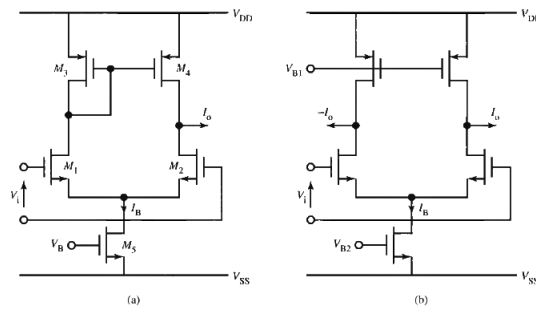 V_DD
M_3
M_4
I_o
M_1
M_2
V_i
I_B
V_B
M_5
V_SS
(a)
V_DD
V_B1
-I_o
I_o
V_i
I_B
V_B2
V_SS
(b)